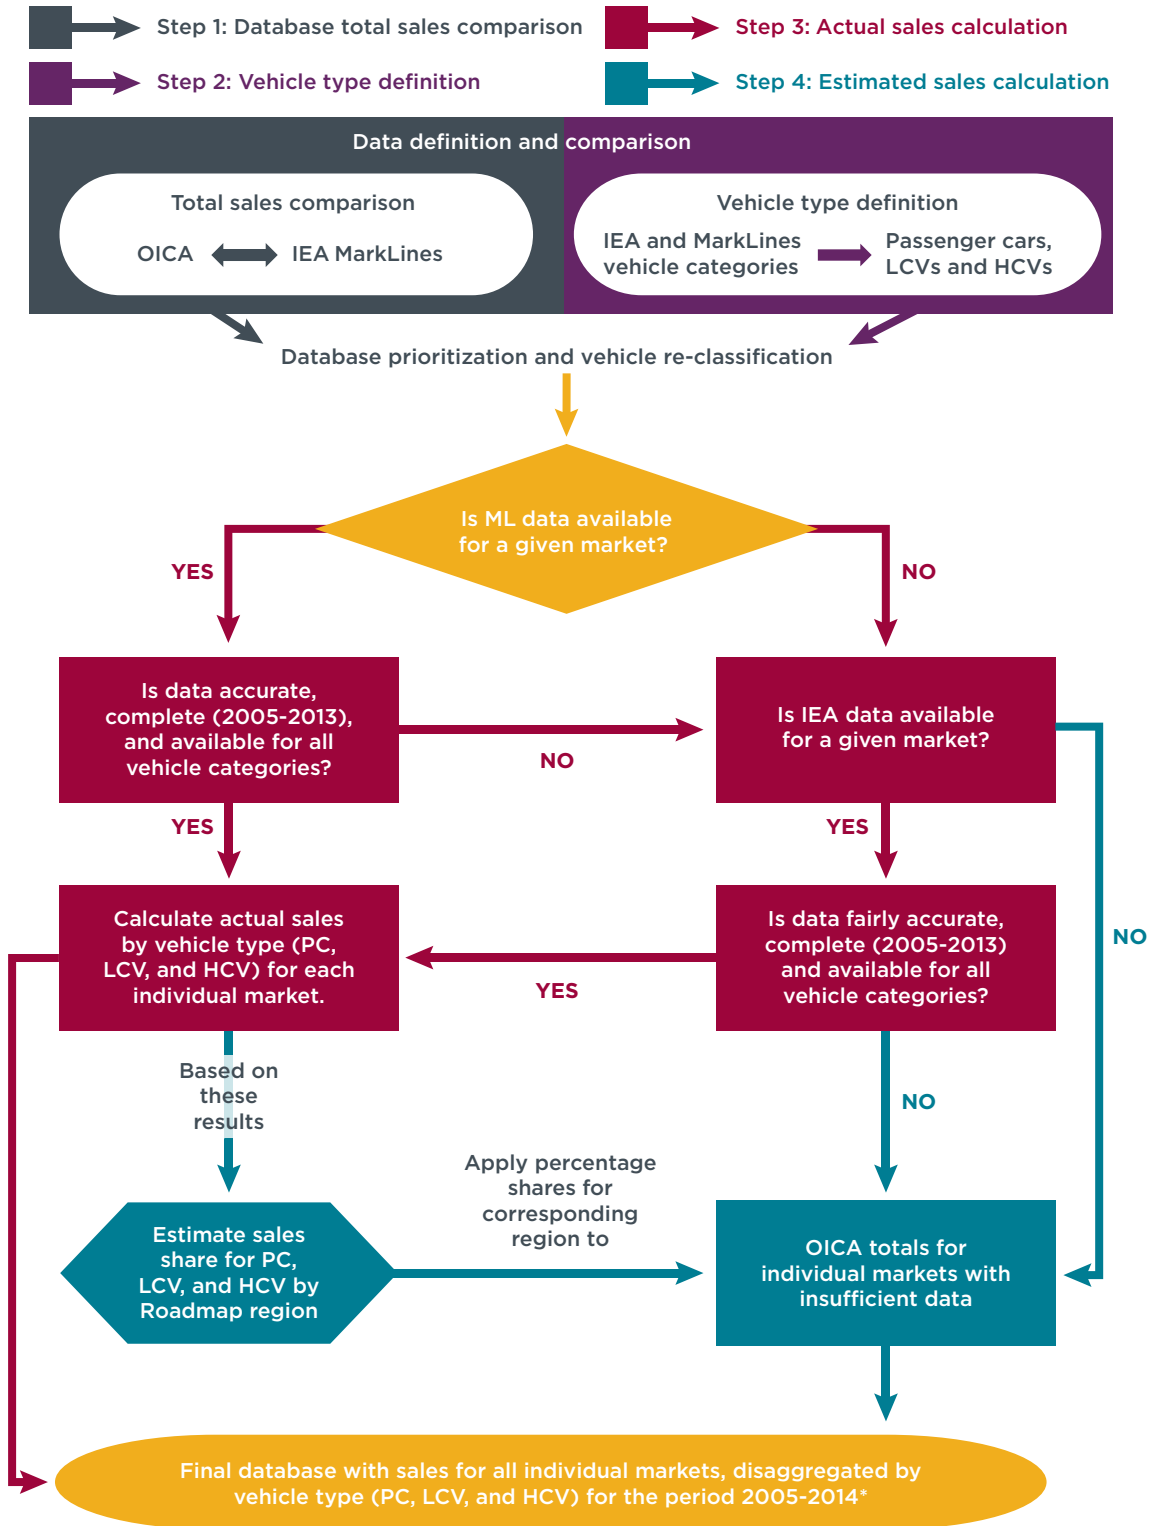 Step 1: Database total sales comparison
Step 3: Actual sales calculation
Step 2: Vehicle type definition
Step 4: Estimated sales calculation
Data definition and comparison
Total sales comparison
OICA
IEA MarkLines
Vehicle type definition
IEA and MarkLines
vehicle categories
Passenger cars,
LCVs and HCVs
Database prioritization and vehicle re-classification
Is ML data available
for a given market?
YES
NO
Is data accurate,
complete (2005-2013),
and available for all
vehicle categories?
NO
Is IEA data available
for a given market?
YES
YES
NO
Calculate actual sales
by vehicle type (PC,
LCV, and HCV) for each
individual market.
YES
Is data fairly accurate,
complete (2005-2013)
and available for all
vehicle categories?
Based on
these
results
NO
Apply percentage
shares for
corresponding
region to
Estimate sales
share for PC,
LCV, and HCV by
Roadmap region
OICA totals for
individual markets with
insufficient data
Final database with sales for all individual markets, disaggregated by
vehicle type (PC, LCV, and HCV) for the period 2005-2014*